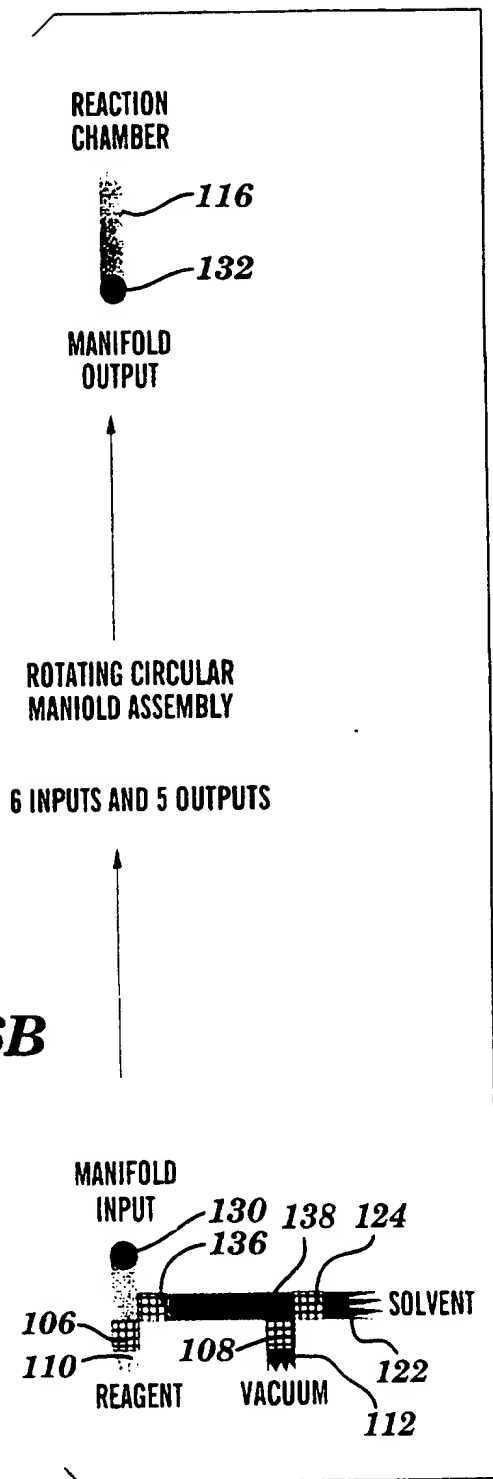 REACTION
CHAMBER
116
132
MANIFOLD
OUTPUT
ROTATING CIRCULAR
MANIOLD ASSEMBLY
6 INPUTS AND 5 OUTPUTS
6B
MANIFOLD
INPUT
130 138 124
136
SOLVENT
106
108
122
110
REAGENT VACUUM
112